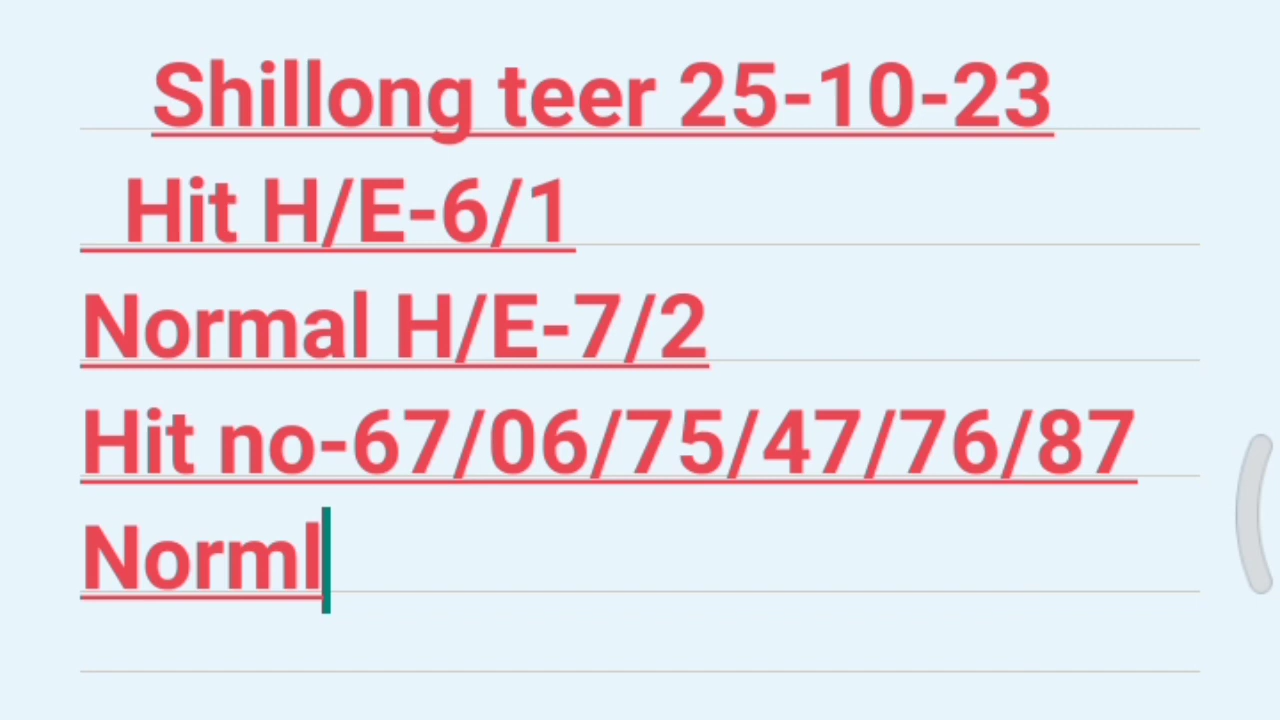 Shillong teer 25-10-23
Hit H/E-6/1
Normal H/E-7/2
Hit no-67/06/75/47/76/87
Norml